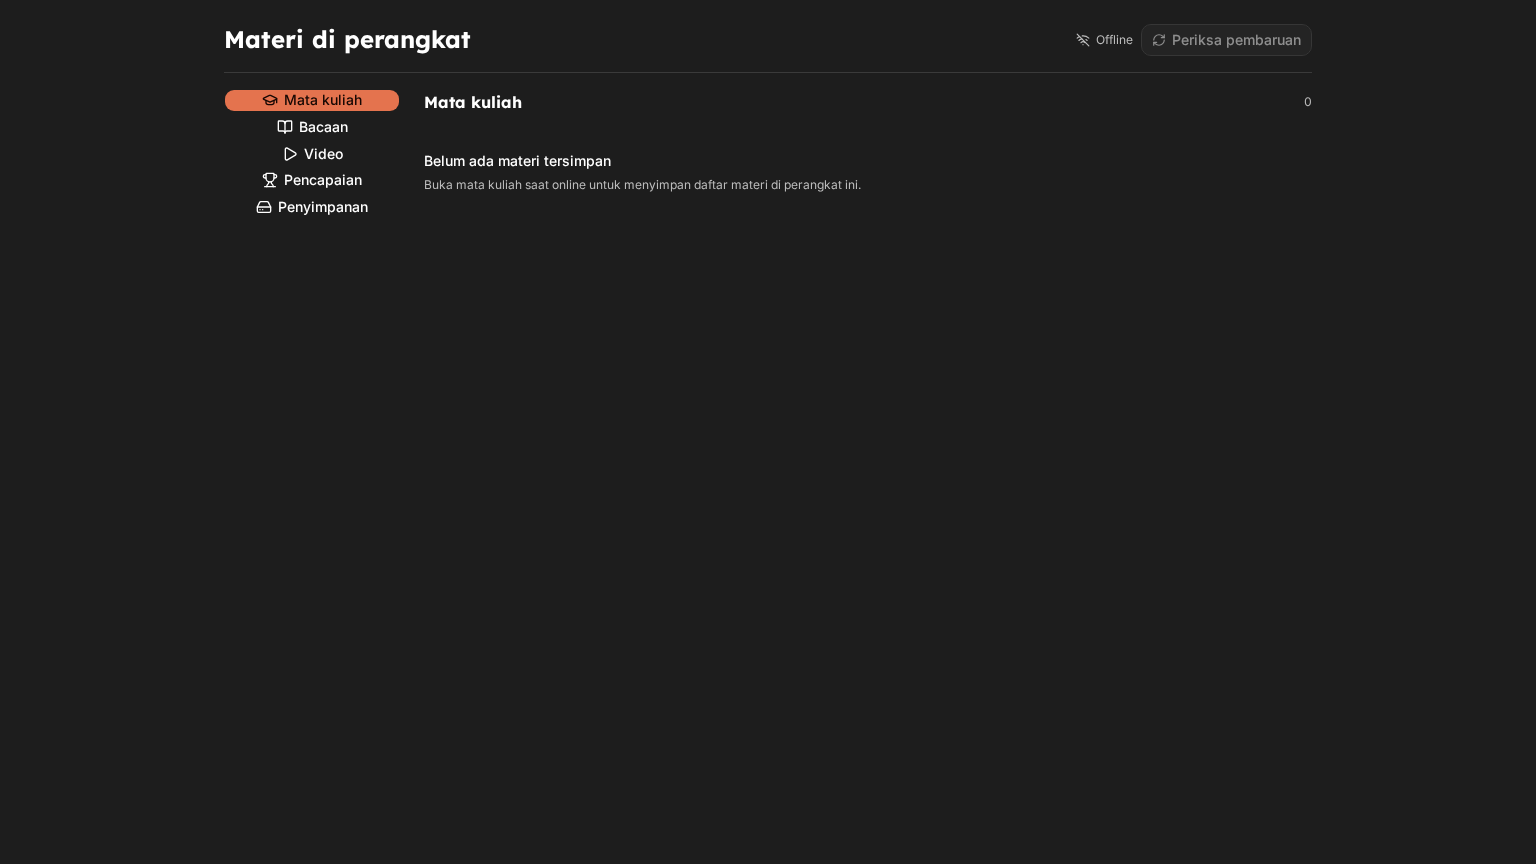 Materi di perangkat
Offline
Periksa pembaruan
Mata kuliah
Bacaan
Video
Pencapaian
Penyimpanan
Mata kuliah
0
Belum ada materi tersimpan
Buka mata kuliah saat online untuk menyimpan daftar materi di perangkat ini.